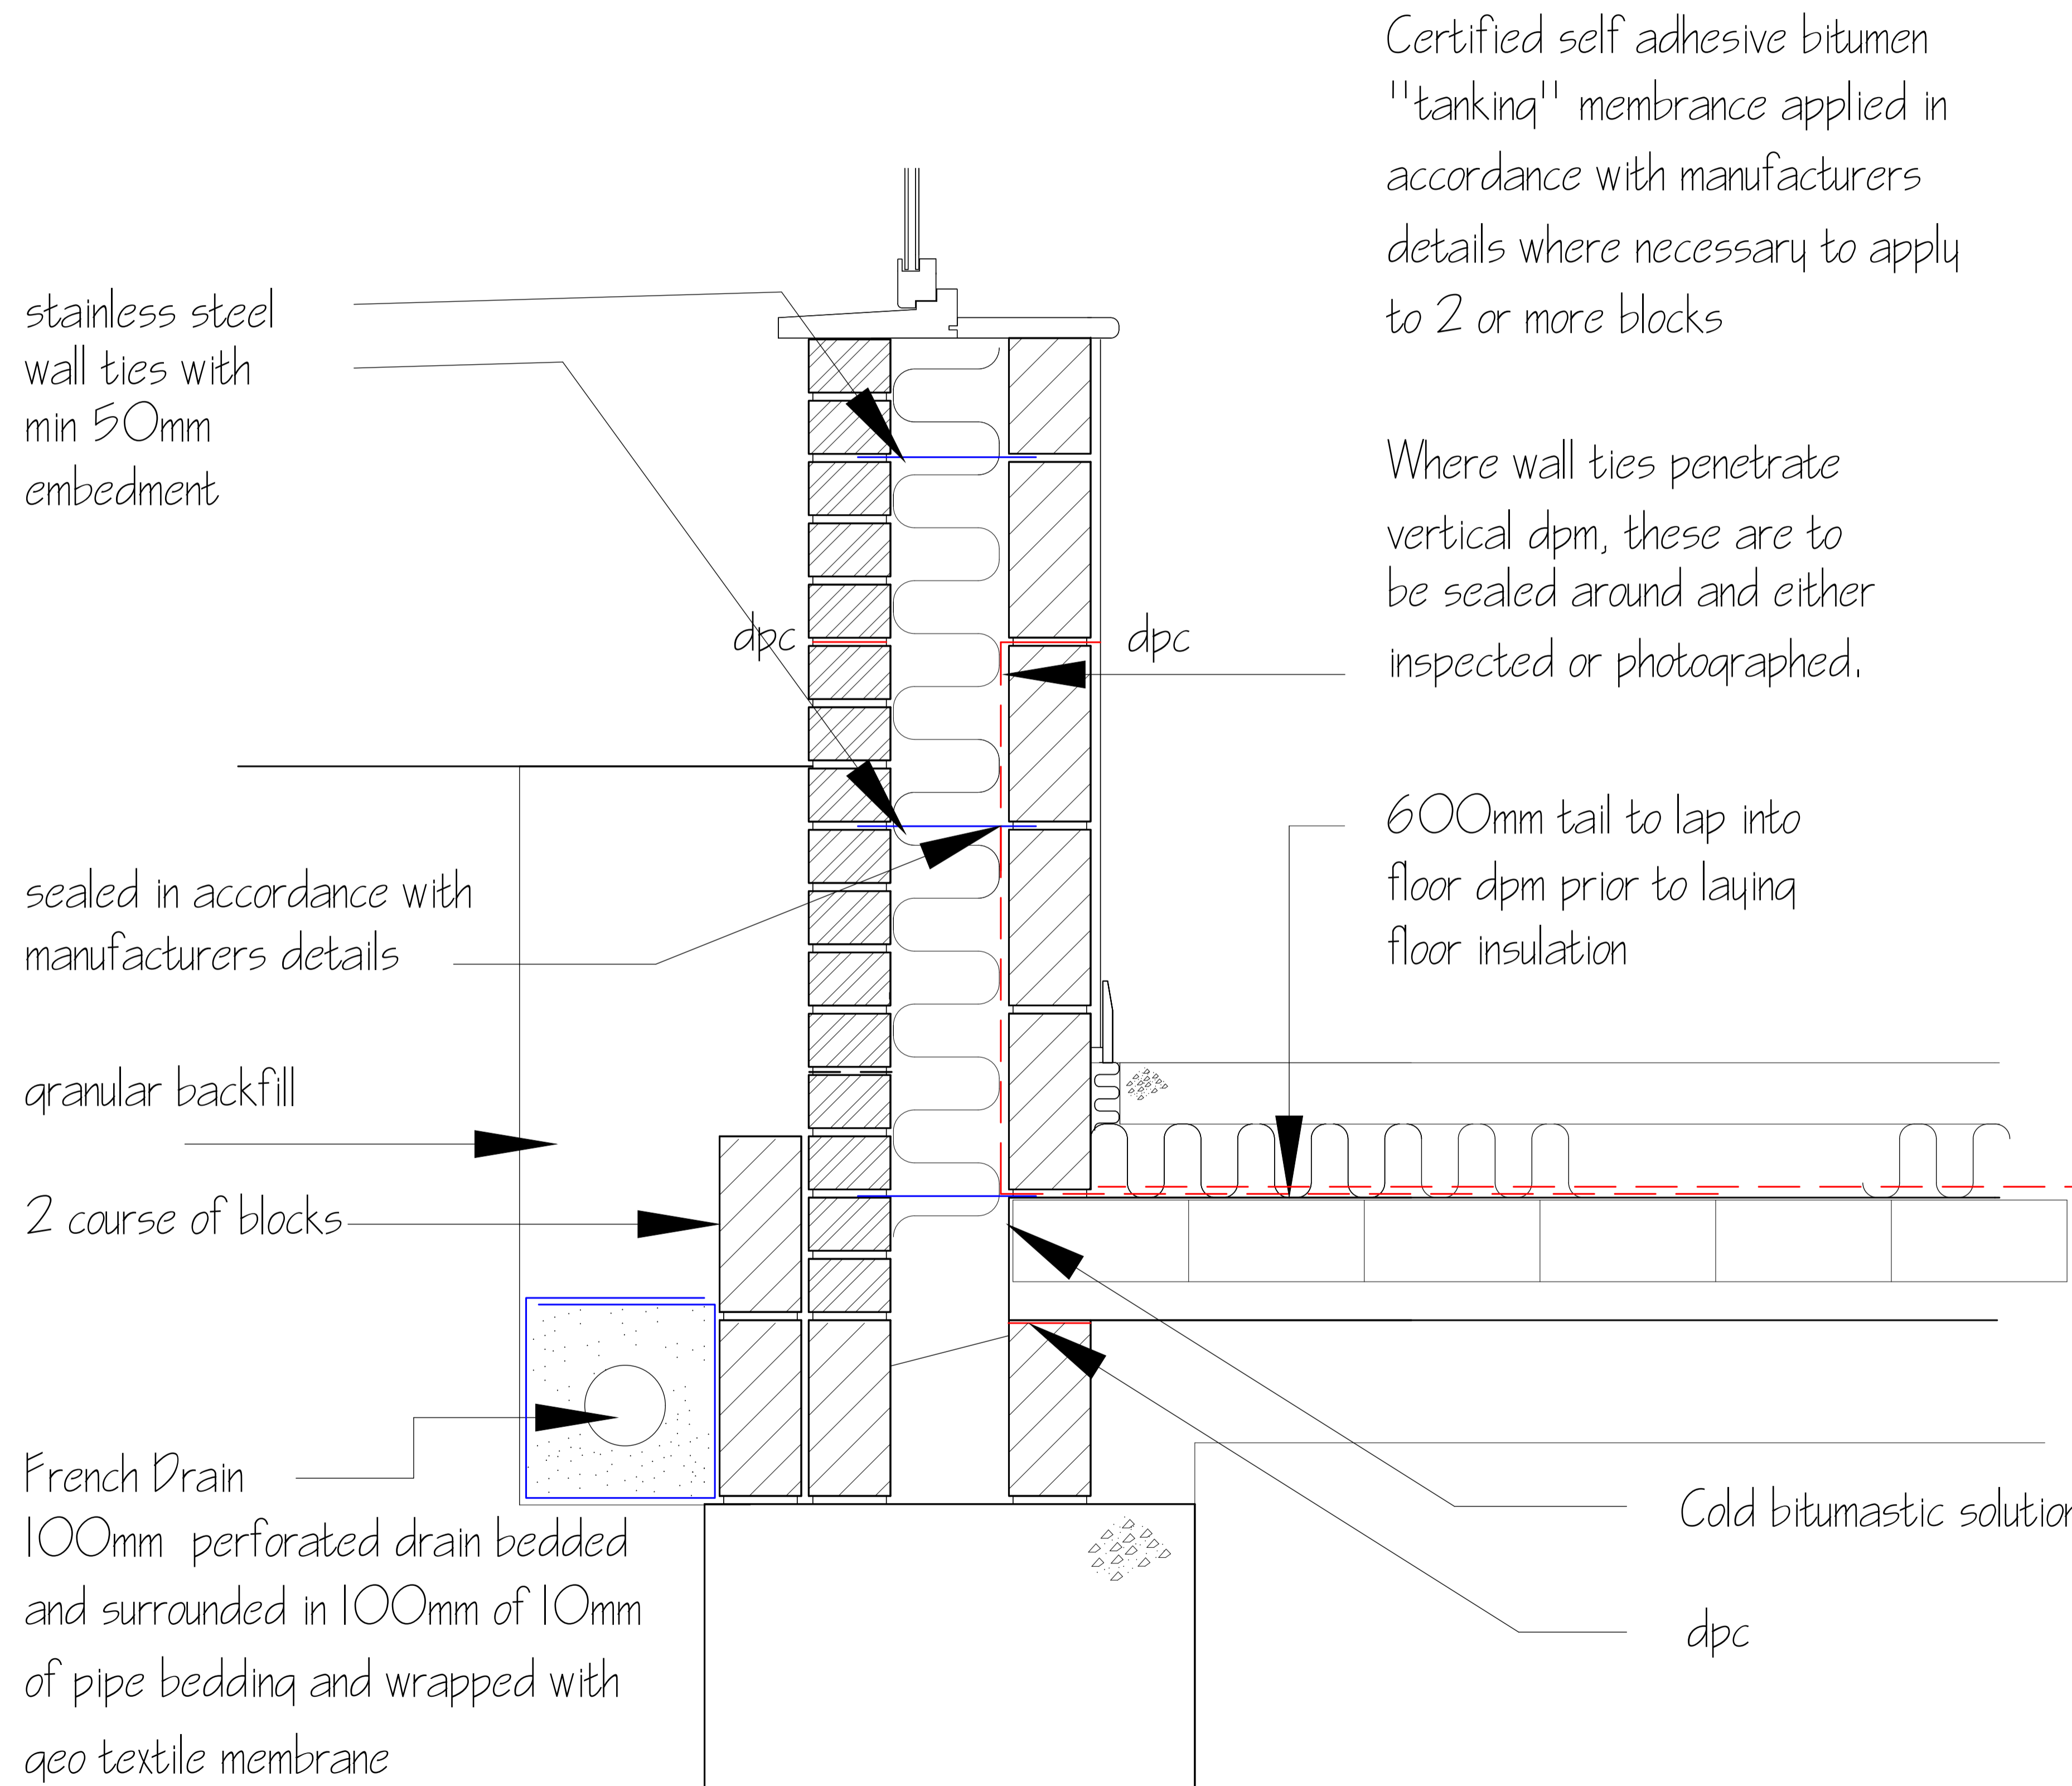 Certified self adhesive bitumen
"tanking" membrance applied in
accordance with manufacturers
details where necessary to apply
to 2 or more blocks
stainless steel
wall ties with
min 50mm
embedment
Where wall ties penetrate
vertical dpm, these are to
be sealed around and either
inspected or photographed.
dpc
dpc
600mm tail to lap into
floor dpm prior to laying
floor insulation
sealed in accordance with
manufacturers details
granular backfill
2 course of blocks
French Drain
100mm perforated drain bedded
and surrounded in 100mm of 10mm
of pipe bedding and wrapped with
geo textile membrane
Cold bitumastic solution
dpc